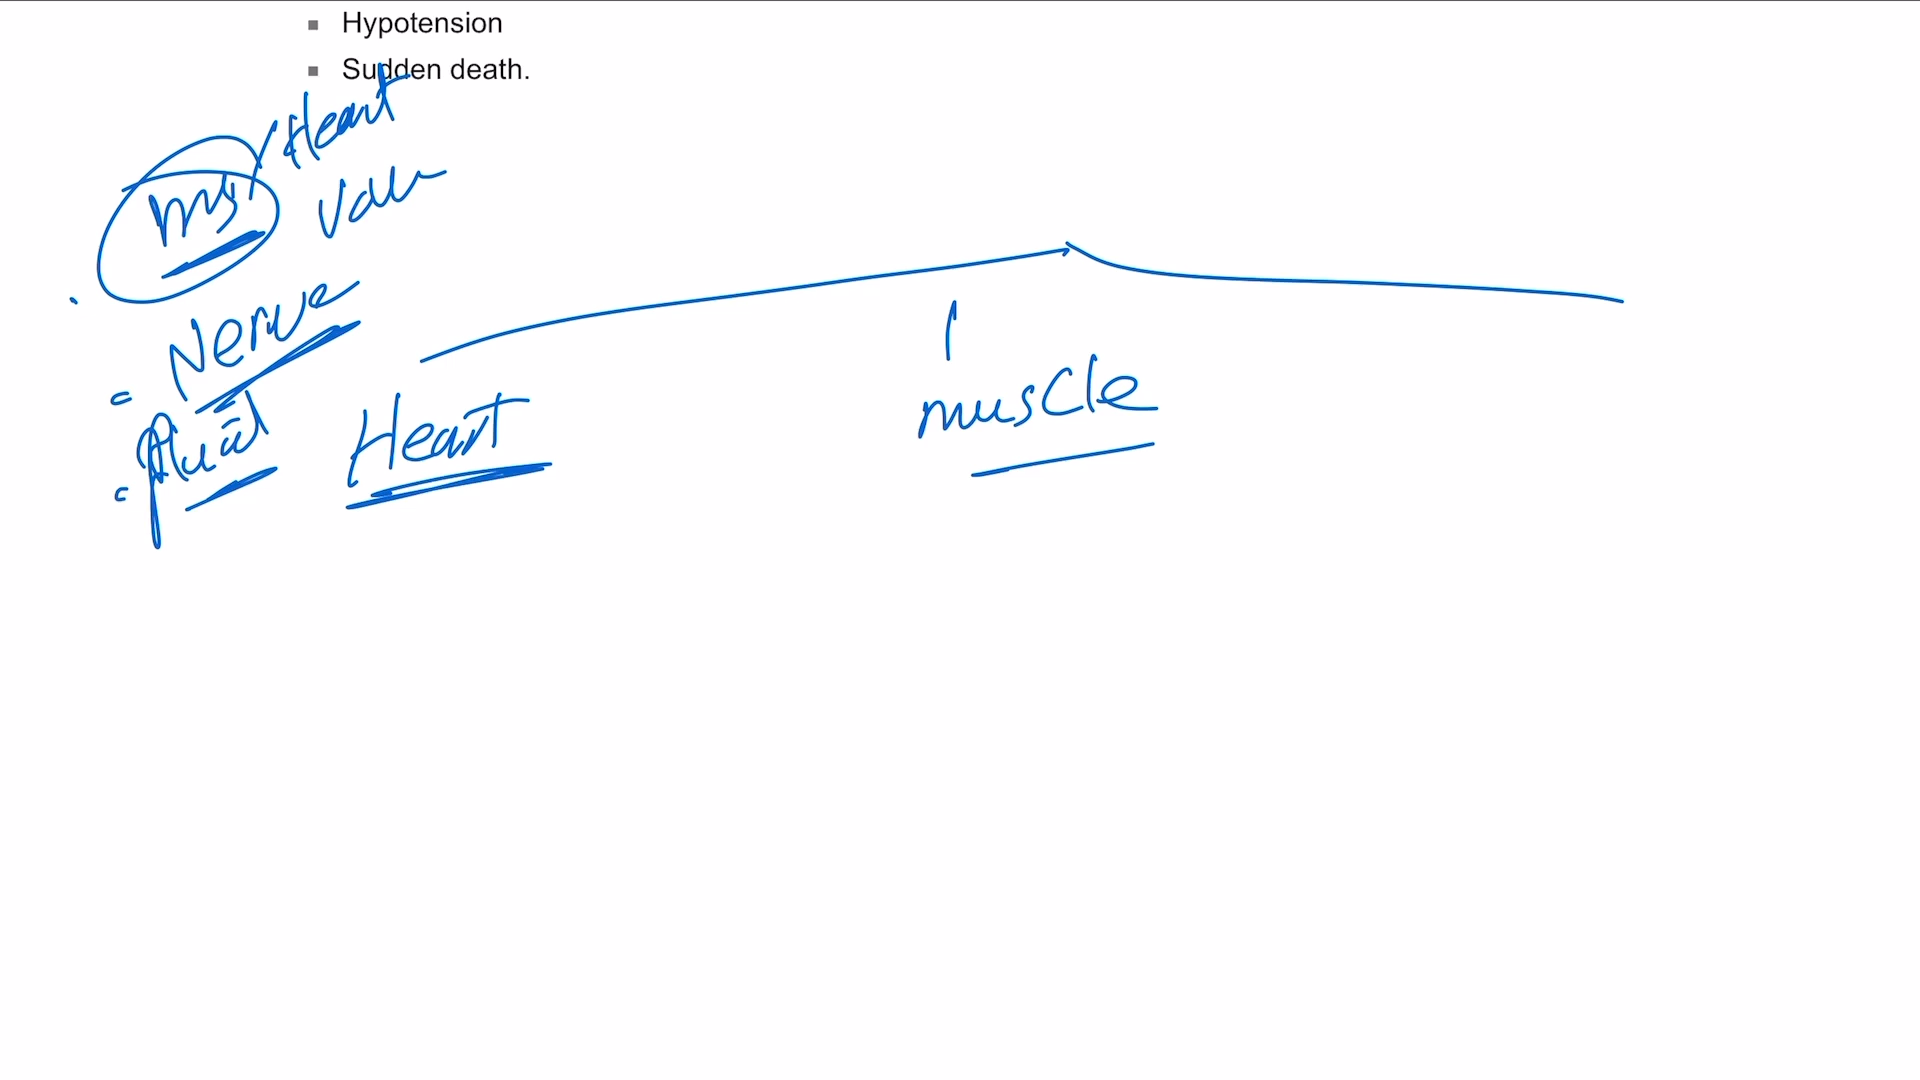 ▪ Hypotension
▪ Sudden death.
Heart
Nerve
fluid
Heart
muscle